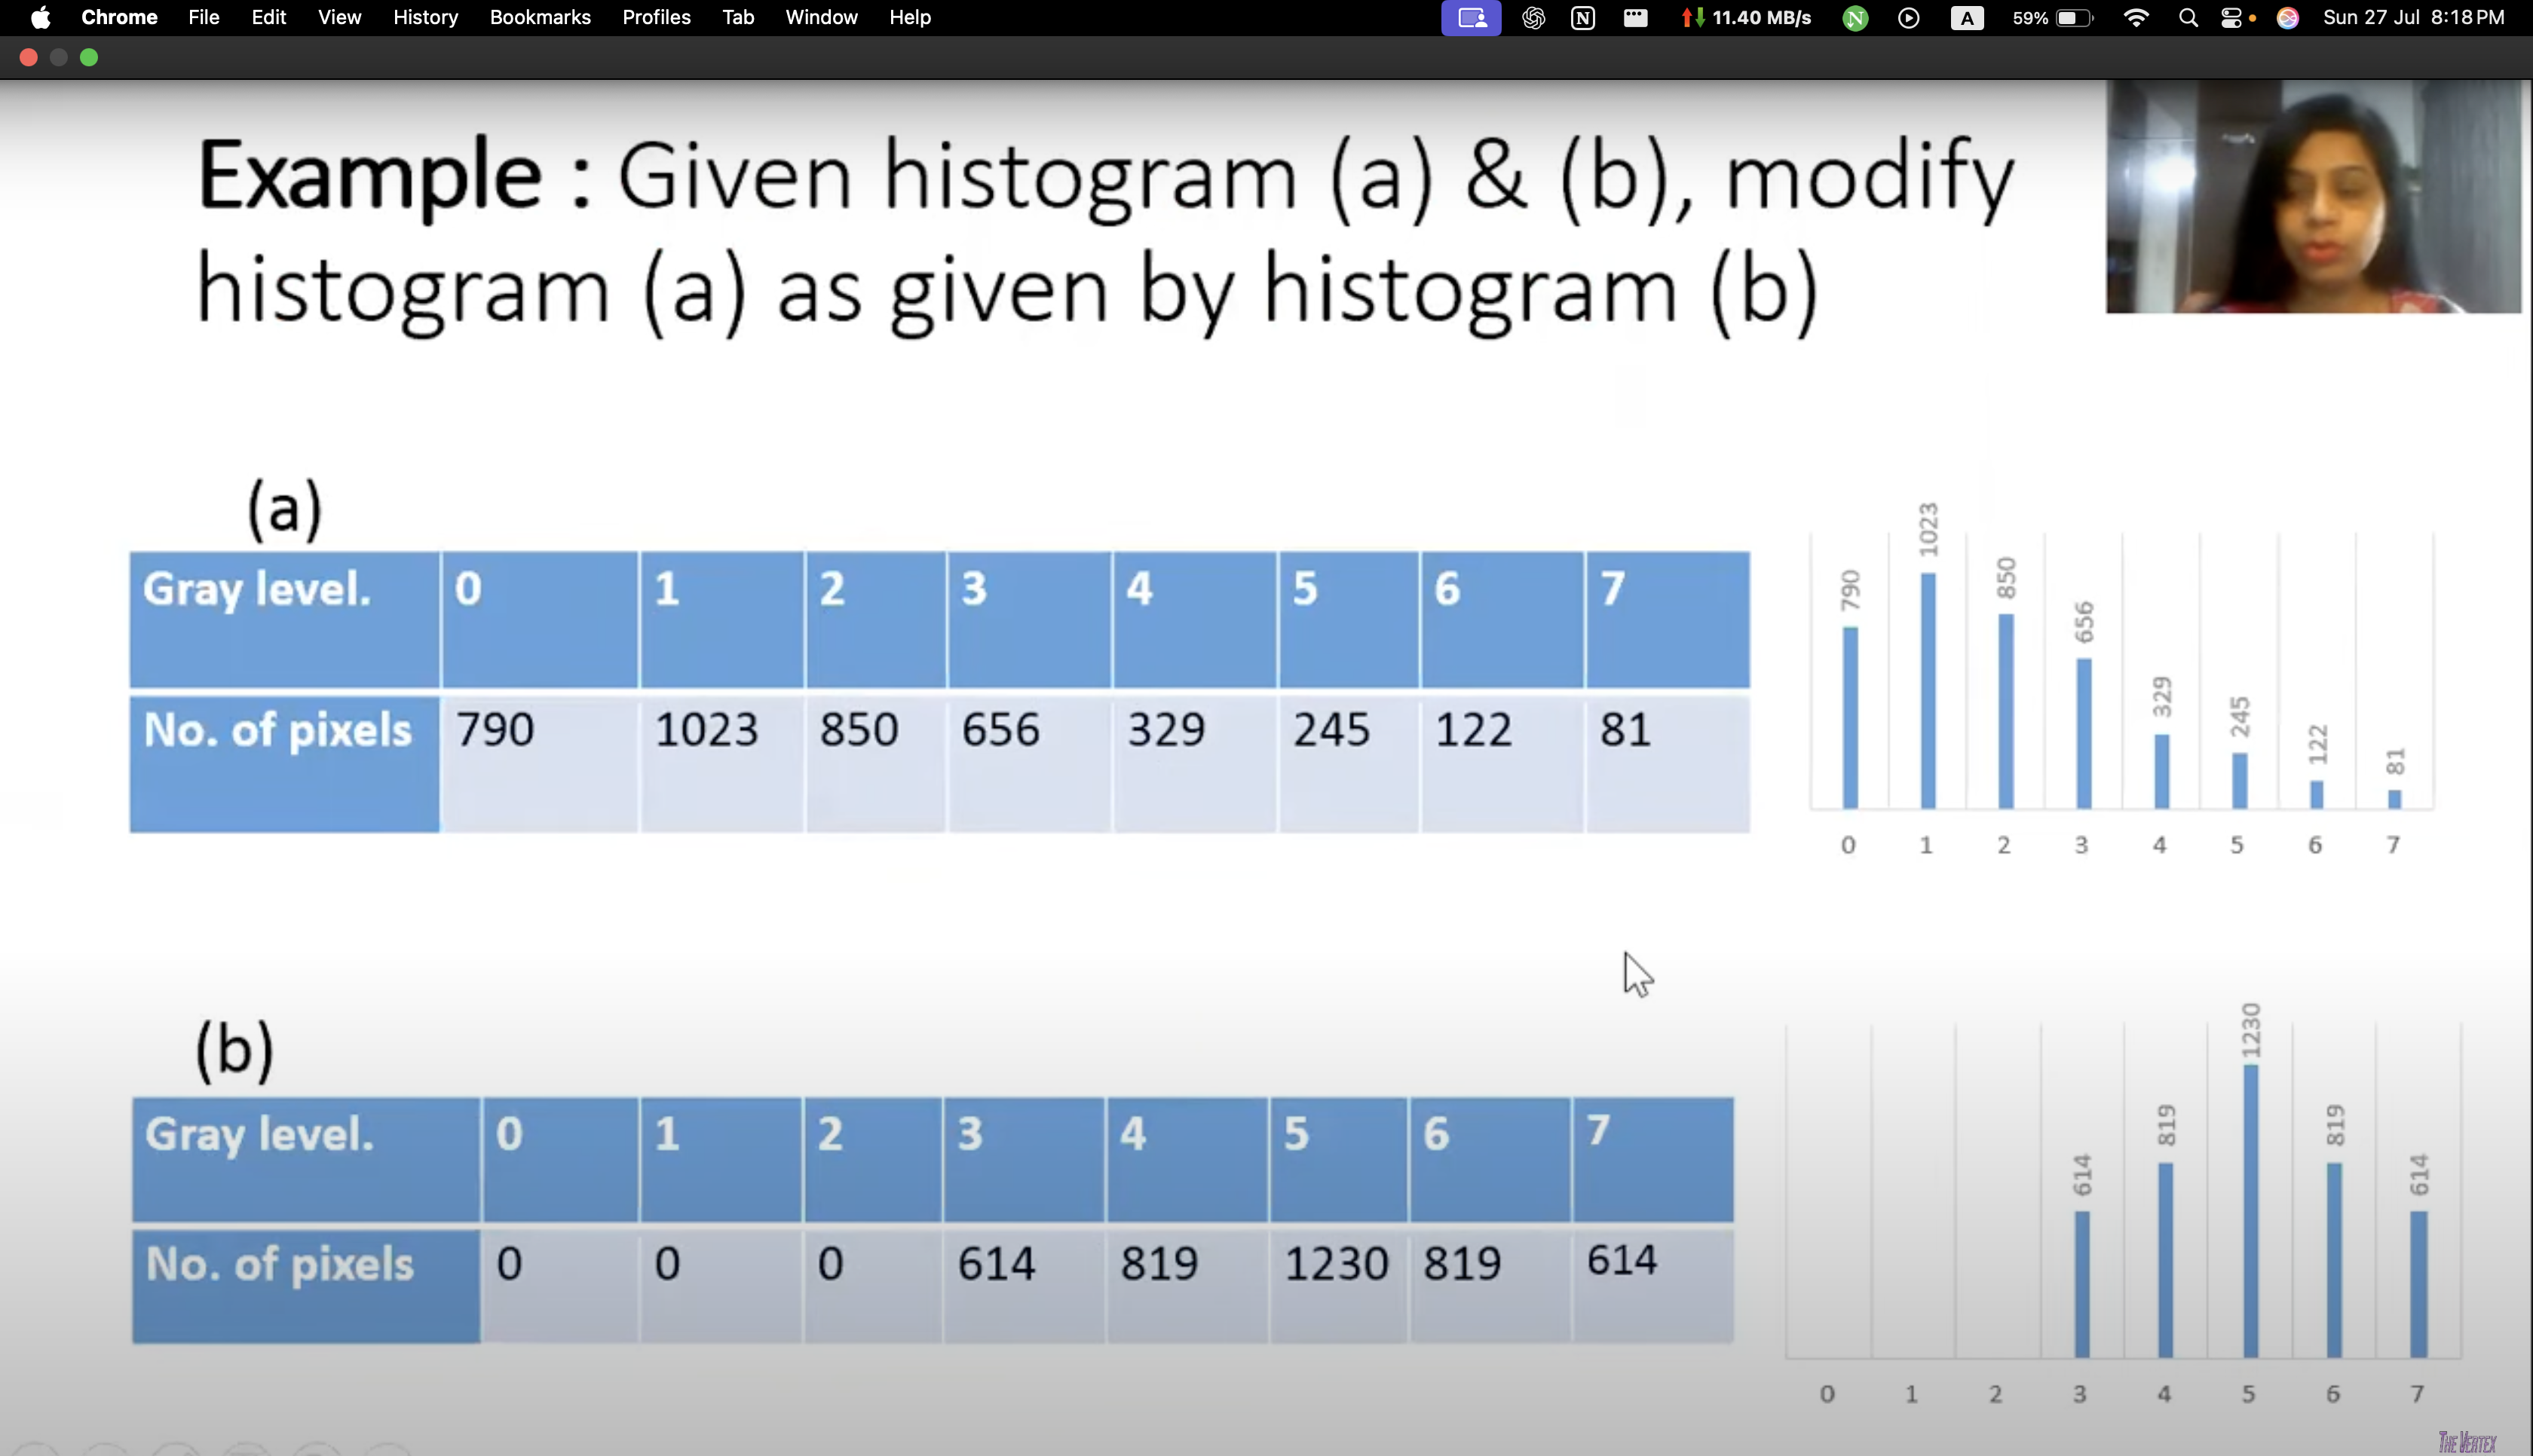 Chrome File Edit View History Bookmarks Profiles Tab Window Help N 11.40 MB/s N A 59% Sun 27 Jul 8:18 PM
Example : Given histogram (a) & (b), modify
histogram (a) as given by histogram (b)
(a)
Gray level. 0 1 2 3 4 5 6 7
No. of pixels 790 1023 850 656 329 245 122 81
790 1023 850 656 329 245 122 81
0 1 2 3 4 5 6 7
(b)
Gray level. 0 1 2 3 4 5 6 7
No. of pixels 0 0 0 614 819 1230 819 614
614 819 1230 819 614
0 1 2 3 4 5 6 7
THE VERTEX